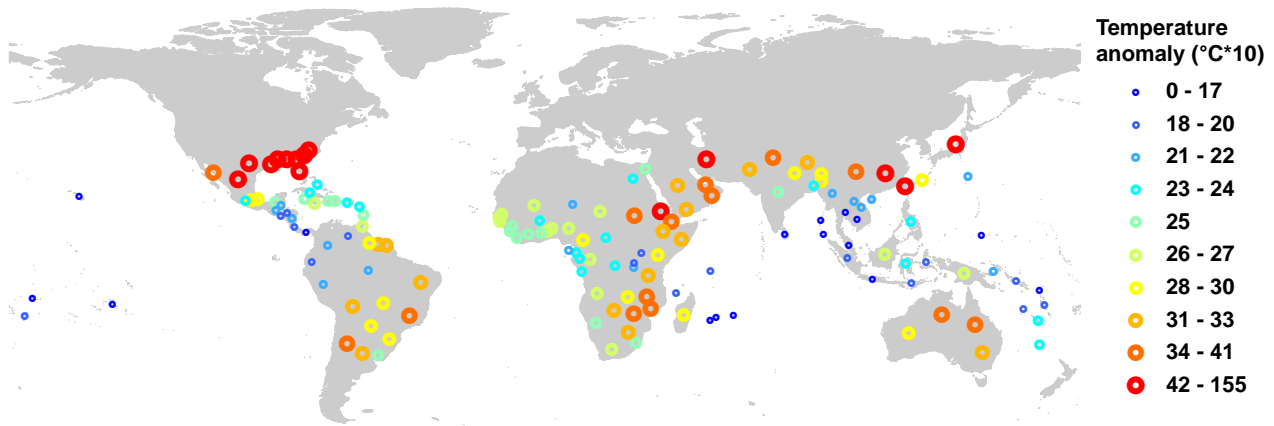 Temperature
anomaly (°C*10)
0 - 17
18 - 20
21 - 22
23 - 24
25
26 - 27
28 - 30
31 - 33
34 - 41
42 - 155